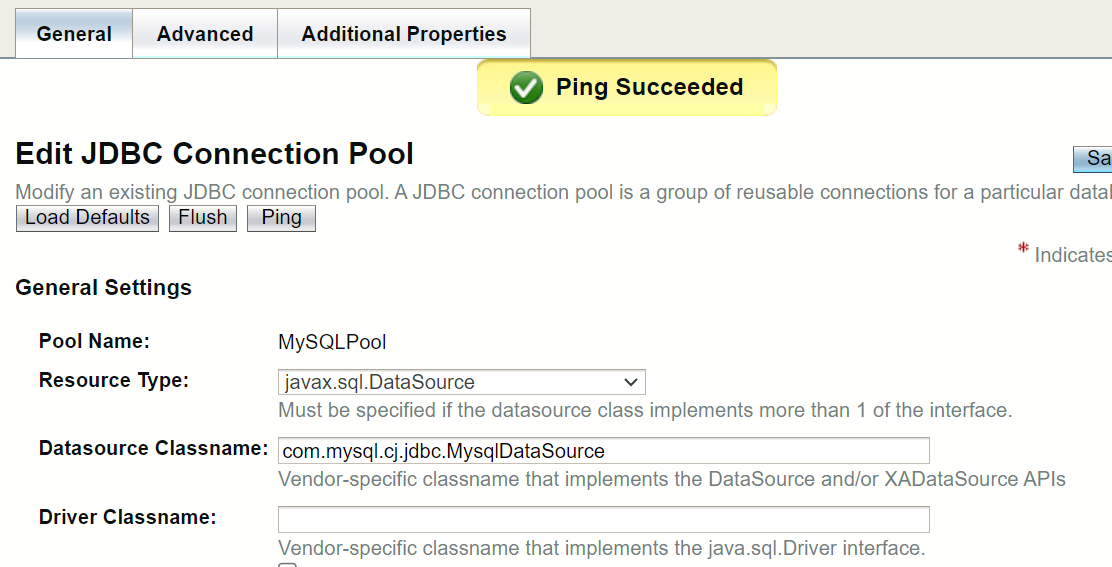 General Advanced Additional Properties
Ping Succeeded
Edit JDBC Connection Pool
Modify an existing JDBC connection pool. A JDBC connection pool is a group of reusable connections for a particular
Load Defaults Flush Ping
* Indicates
General Settings
Pool Name: MySQLPool
Resource Type: javax.sql.DataSource
Must be specified if the datasource class implements more than 1 of the interface.
Datasource Classname: com.mysql.cj.jdbc.MysqlDataSource
Vendor-specific classname that implements the DataSource and/or XADataSource APIs
Driver Classname:
Vendor-specific classname that implements the java.sql.Driver interface.